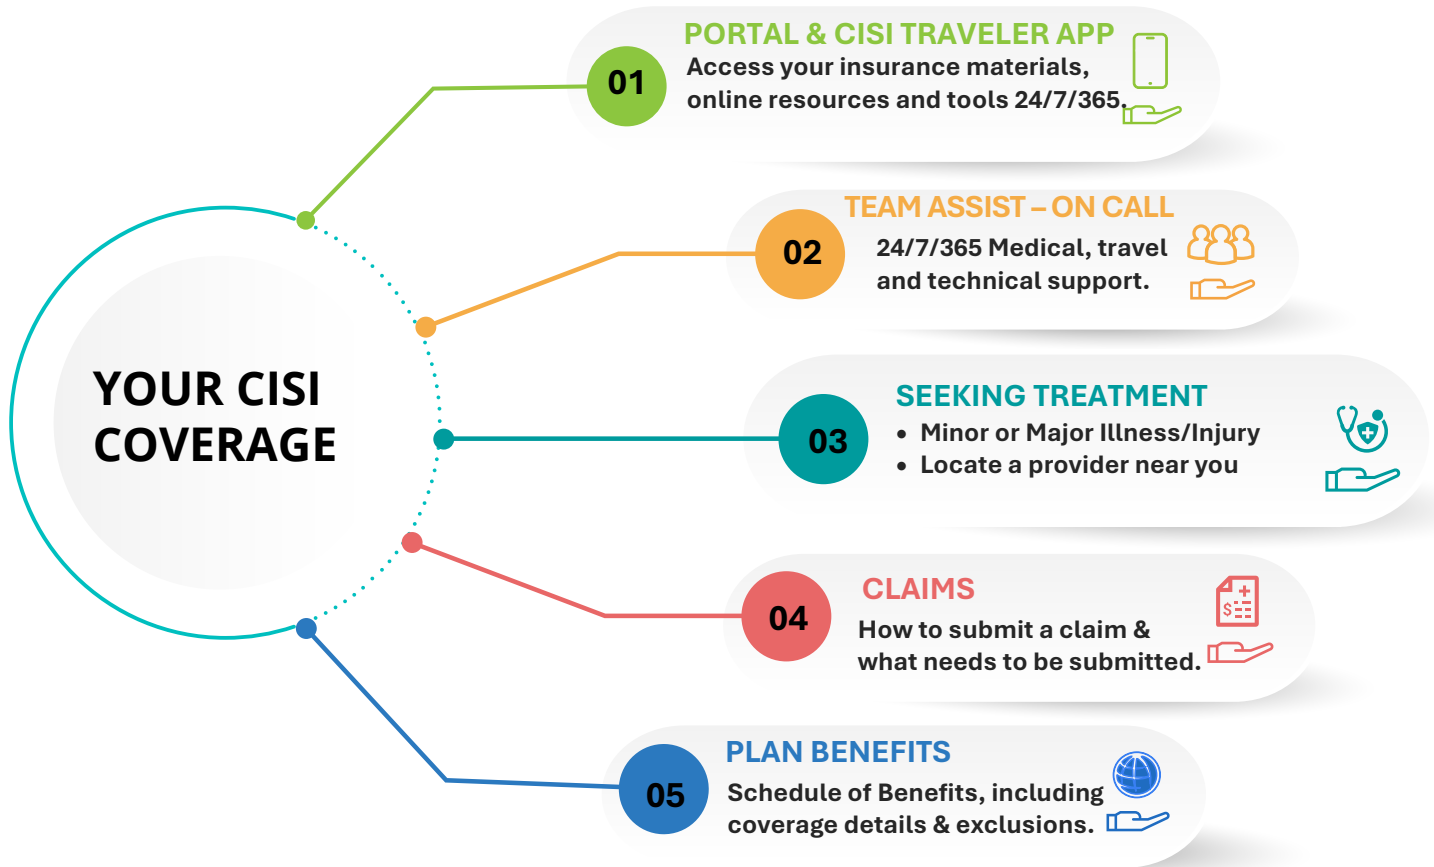 YOUR CISI
COVERAGE
01
PORTAL & CISI TRAVELER APP
Access your insurance materials,
online resources and tools 24/7/365.
02
TEAM ASSIST – ON CALL
24/7/365 Medical, travel
and technical support.
03
SEEKING TREATMENT
• Minor or Major Illness/Injury
• Locate a provider near you
04
CLAIMS
How to submit a claim &
what needs to be submitted.
$
05
PLAN BENEFITS
Schedule of Benefits, including
coverage details & exclusions.